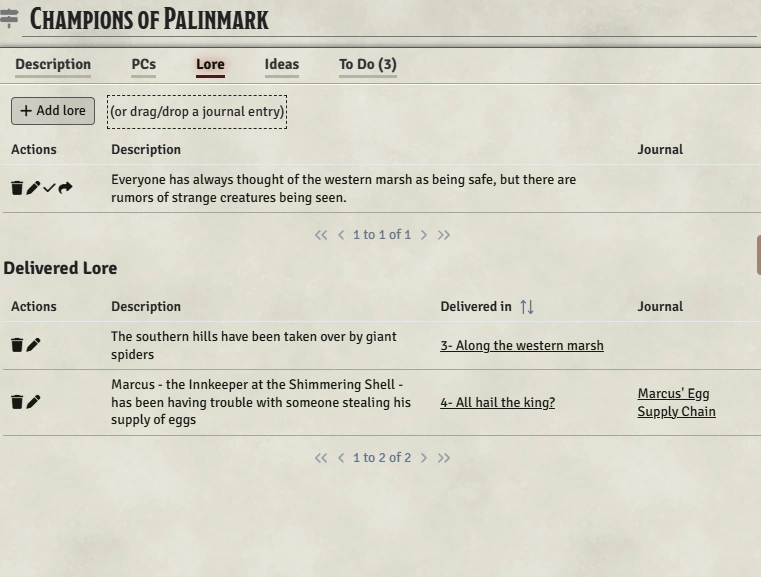 Champions of Palinmark
Description PCs Lore Ideas To Do (3)
+ Add lore (or drag/drop a journal entry)
Actions Description Journal
Everyone has always thought of the western marsh as being safe, but there are
rumors of strange creatures being seen.
1 to 1 of 1
Delivered Lore
Actions Description Delivered in Journal
The southern hills have been taken over by giant
spiders
3- Along the western marsh
Marcus - the Innkeeper at the Shimmering Shell -
has been having trouble with someone stealing his
supply of eggs
4- All hail the king?
Marcus' Egg
Supply Chain
1 to 2 of 2